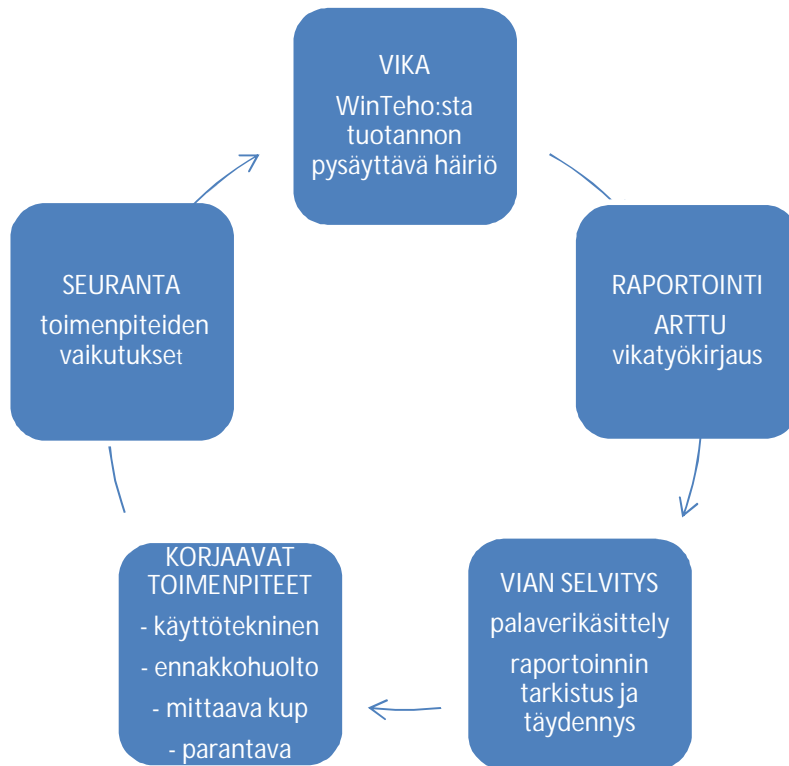 VIKA
WinTeho:sta
tuotannon
pysäyttävä häiriö
RAPORTOINTI
ARTTU
vikatyökirjaus
VIAN SELVITYS
palaverikäsittely
raportoinnin
tarkistus ja
täydennys
KORJAAVAT
TOIMENPITEET
- käyttötekninen
- ennakkohuolto
- mittaava kup
- parantava
SEURANTA
toimenpiteiden
vaikutukset